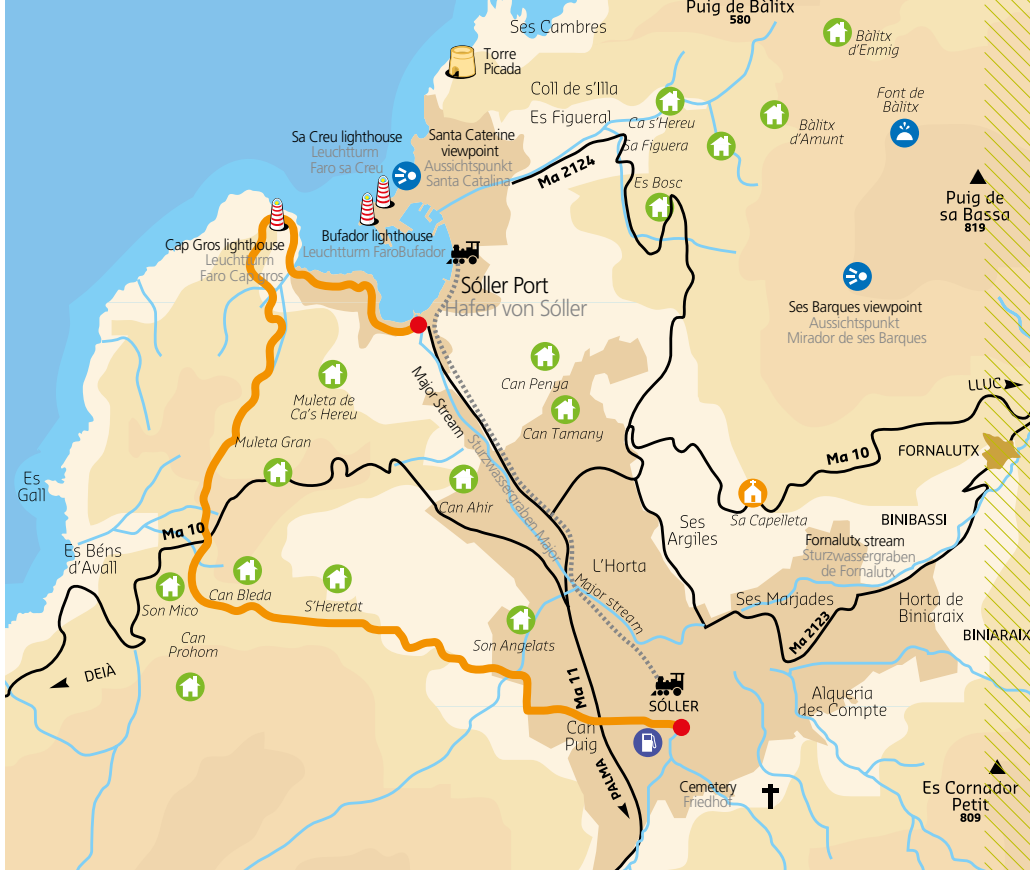 Puig de Bàlitx
580
Ses Cambres
Bàlitx
d'Enmig
Torre
Picada
Coll de s'Illa
Font de
Bàlitx
Ca s'Hereu
Es Figueral
Bàlitx
d'Amunt
Sa Figuera
Sa Creu lighthouse
Leuchtturm
Faro sa Creu
Santa Caterine
viewpoint
Aussichtspunkt
Santa Catalina
Ma 2124
Es Bosc
Puig de
sa Bassa
819
Cap Gros lighthouse
Leuchtturm
Faro Cap gros
Bufador lighthouse
Leuchtturm FaroBufador
Sóller Port
Hafen von Sóller
Ses Barques viewpoint
Aussichtspunkt
Mirador de ses Barques
Can Penya
LLUC
Muleta de
Ca's Hereu
Major Stream
Can Tamany
Muleta Gran
Sturzwassergraben Major
Ma 10
FORNALUTX
Es
Gall
Can Ahir
Sa Capelleta
Ses
Argiles
BINIBASSI
Ma 10
Fornalutx stream
Sturzwassergraben
de Fornalutx
Es Béns
d'Avall
L'Horta
Major stream
Son Mico
Can Bleda
S'Heretat
Ses Marjades
Horta de
Biniaraix
Ma 2123
BINIARAIX
Can
Prohom
Son Angelats
DEIÀ
Ma 11
SÓLLER
Alqueria
des Compte
Can
Puig
PALMA
Cemetery
Friedhof
Es Cornador
Petit
809